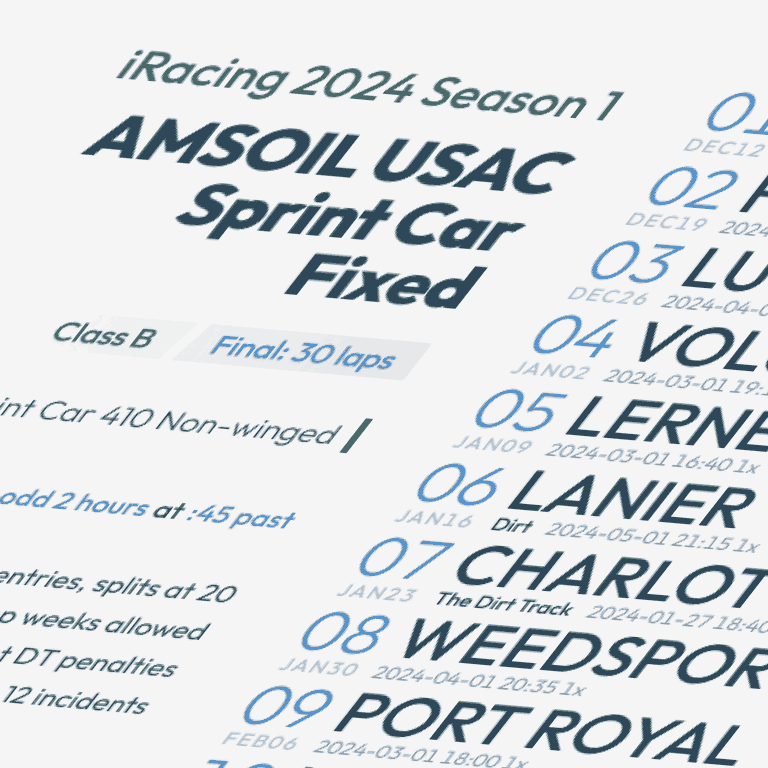 iRacing 2024 Season 1
AMSOIL USAC
Sprint Car
Fixed
Class B
Final: 30 laps
Car 410 Non-winged
odd 2 hours at :45 past
entries, splits at 20
weeks allowed
DT penalties
12 incidents
01
DEC12
02
DEC19
03
DEC26
04
JAN02 2024-03-01
05
JAN09 2024-03-01 16:40 1x
06 LANIER
JAN16 Dirt 2024-05-01 21:15 1x
07
JAN23 The Dirt Track 2024-01-27
08
JAN30 2024-04-01 20:35 1x
09 PORT ROYAL
FEB06 2024-03-01 18:00 1x